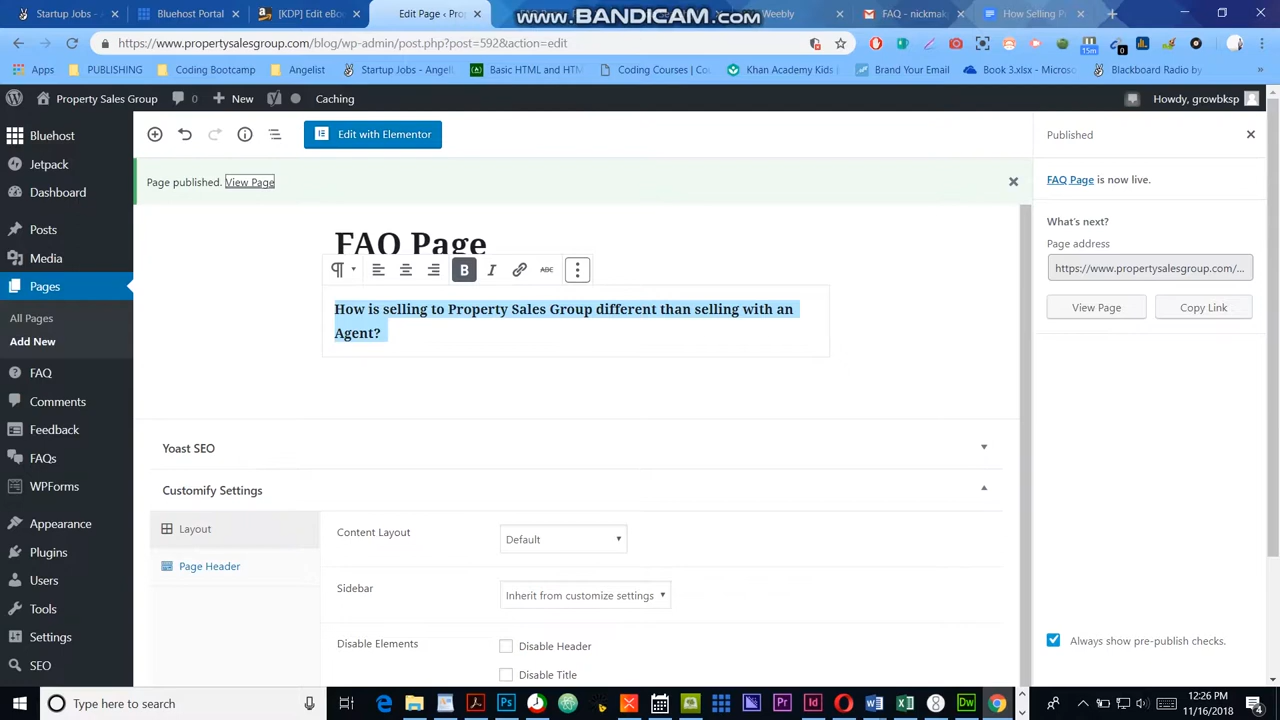 www.BANDICAM.com
Startup Jobs – A
Bluehost Portal
[KDP] Edit eBo
Edit Page ‹ Pro
Weebly
FAQ - nickmak
How Selling P
https://www.propertysalesgroup.com/blog/wp-admin/post.php?post=592&action=edit
15m
0
Apps
PUBLISHING
Coding Bootcamp
Angelist
Startup Jobs - Angel
Basic HTML and HTM
Coding Courses | Co
Khan Academy Kids
Brand Your Email
Book 3.xlsx - Micros
Blackboard Radio by
Property Sales Group
0
New
Caching
Howdy, growbksp
Bluehost
Jetpack
Dashboard
Posts
Media
Pages
All Pages
Add New
FAQ
Comments
Feedback
FAQs
WPForms
Appearance
Plugins
Users
Tools
Settings
SEO
Edit with Elementor
Page published. View Page
FAQ Page
B
I
ABC
How is selling to Property Sales Group different than selling with an
Agent?
Yoast SEO
Customify Settings
Layout
Page Header
Content Layout
Default
Sidebar
Inherit from customize settings
Disable Elements
Disable Header
Disable Title
Published
FAQ Page is now live.
What's next?
Page address
https://www.propertysalesgroup.com/...
View Page
Copy Link
Always show pre-publish checks.
Type here to search
12:26 PM
11/16/2018
4